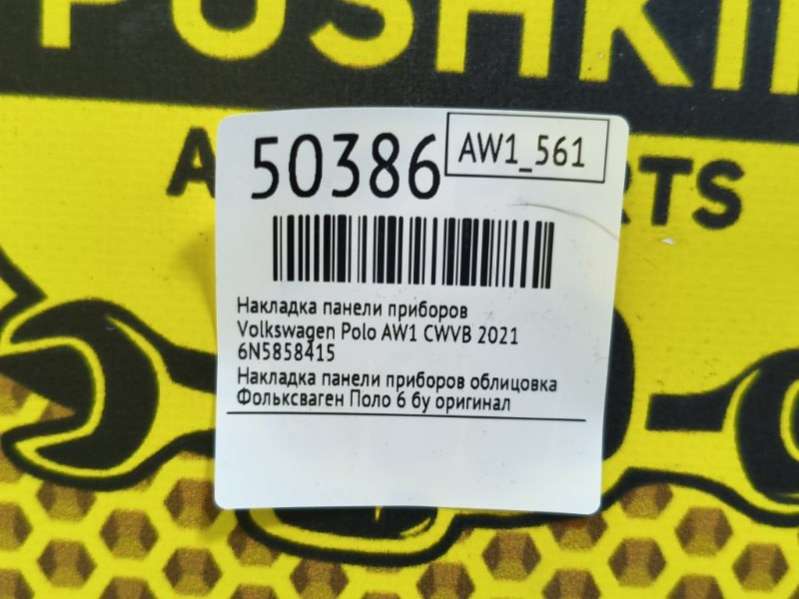 PUSHKI
50386
AW1_561
A
RTS
Накладка панели приборов
Volkswagen Polo AW1 CWVB 2021
6N5858415
Накладка панели приборов облицовка
Фольксваген Поло 6 бу оригинал